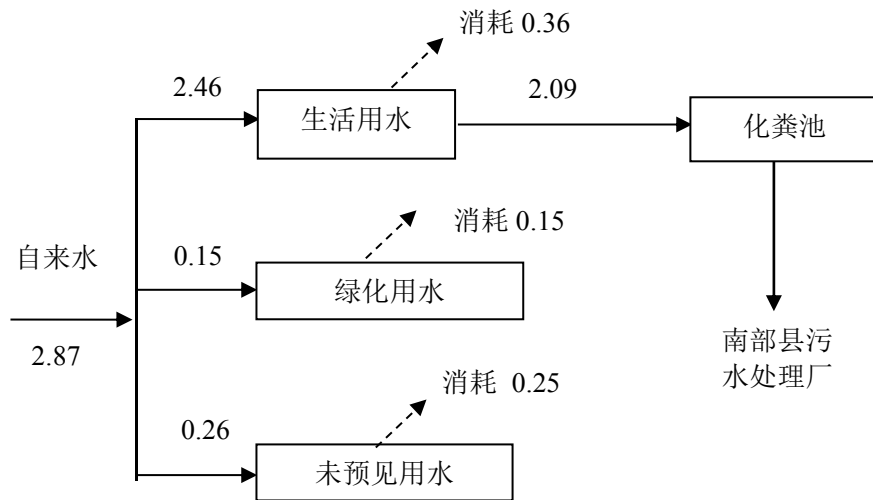 消耗 0.36
2.46
生活用水
2.09
化粪池
消耗 0.15
自来水
0.15
绿化用水
2.87
南部县污
水处理厂
消耗 0.25
0.26
未预见用水